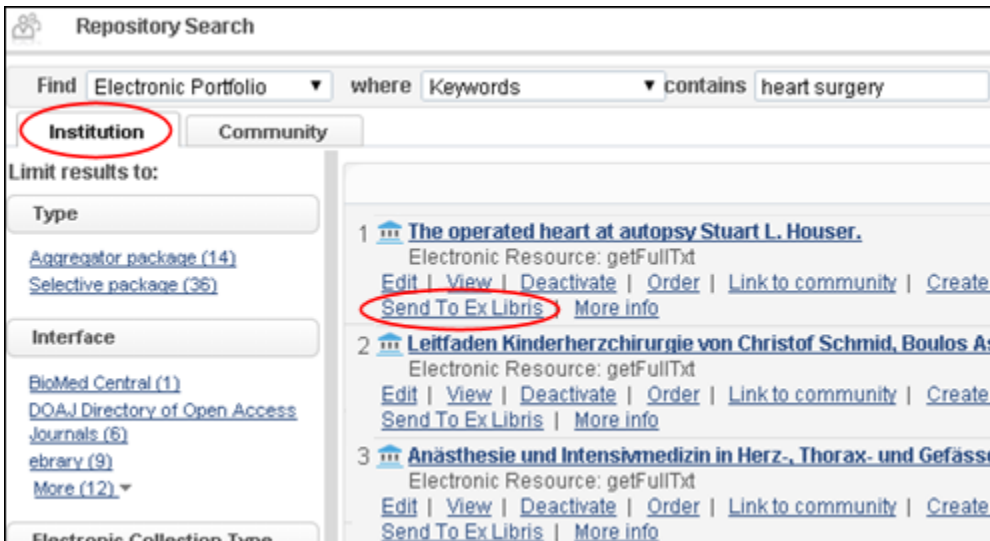 Repository Search
Find Electronic Portfolio where Keywords contains heart surgery
Institution Community
Limit results to:
Type
Aggregator package (14)
Selective package (36)
Interface
BioMed Central (1)
DOAJ Directory of Open Access
Journals (6)
ebrary (9)
More (12)
Electronic Collection Type
1 The operated heart at autopsy Stuart L. Houser.
Electronic Resource: getFullTxt
Edit | View | Deactivate | Order | Link to community | Create
Send To Ex Libris | More info
2 Leitfaden Kinderherzchirurgie von Christof Schmid, Boulos As
Electronic Resource: getFullTxt
Edit | View | Deactivate | Order | Link to community | Create
Send To Ex Libris | More info
3 Anästhesie und Intensivmedizin in Herz-, Thorax- und Gefässc
Electronic Resource: getFullTxt
Edit | View | Deactivate | Order | Link to community | Create
Send To Ex Libris | More info